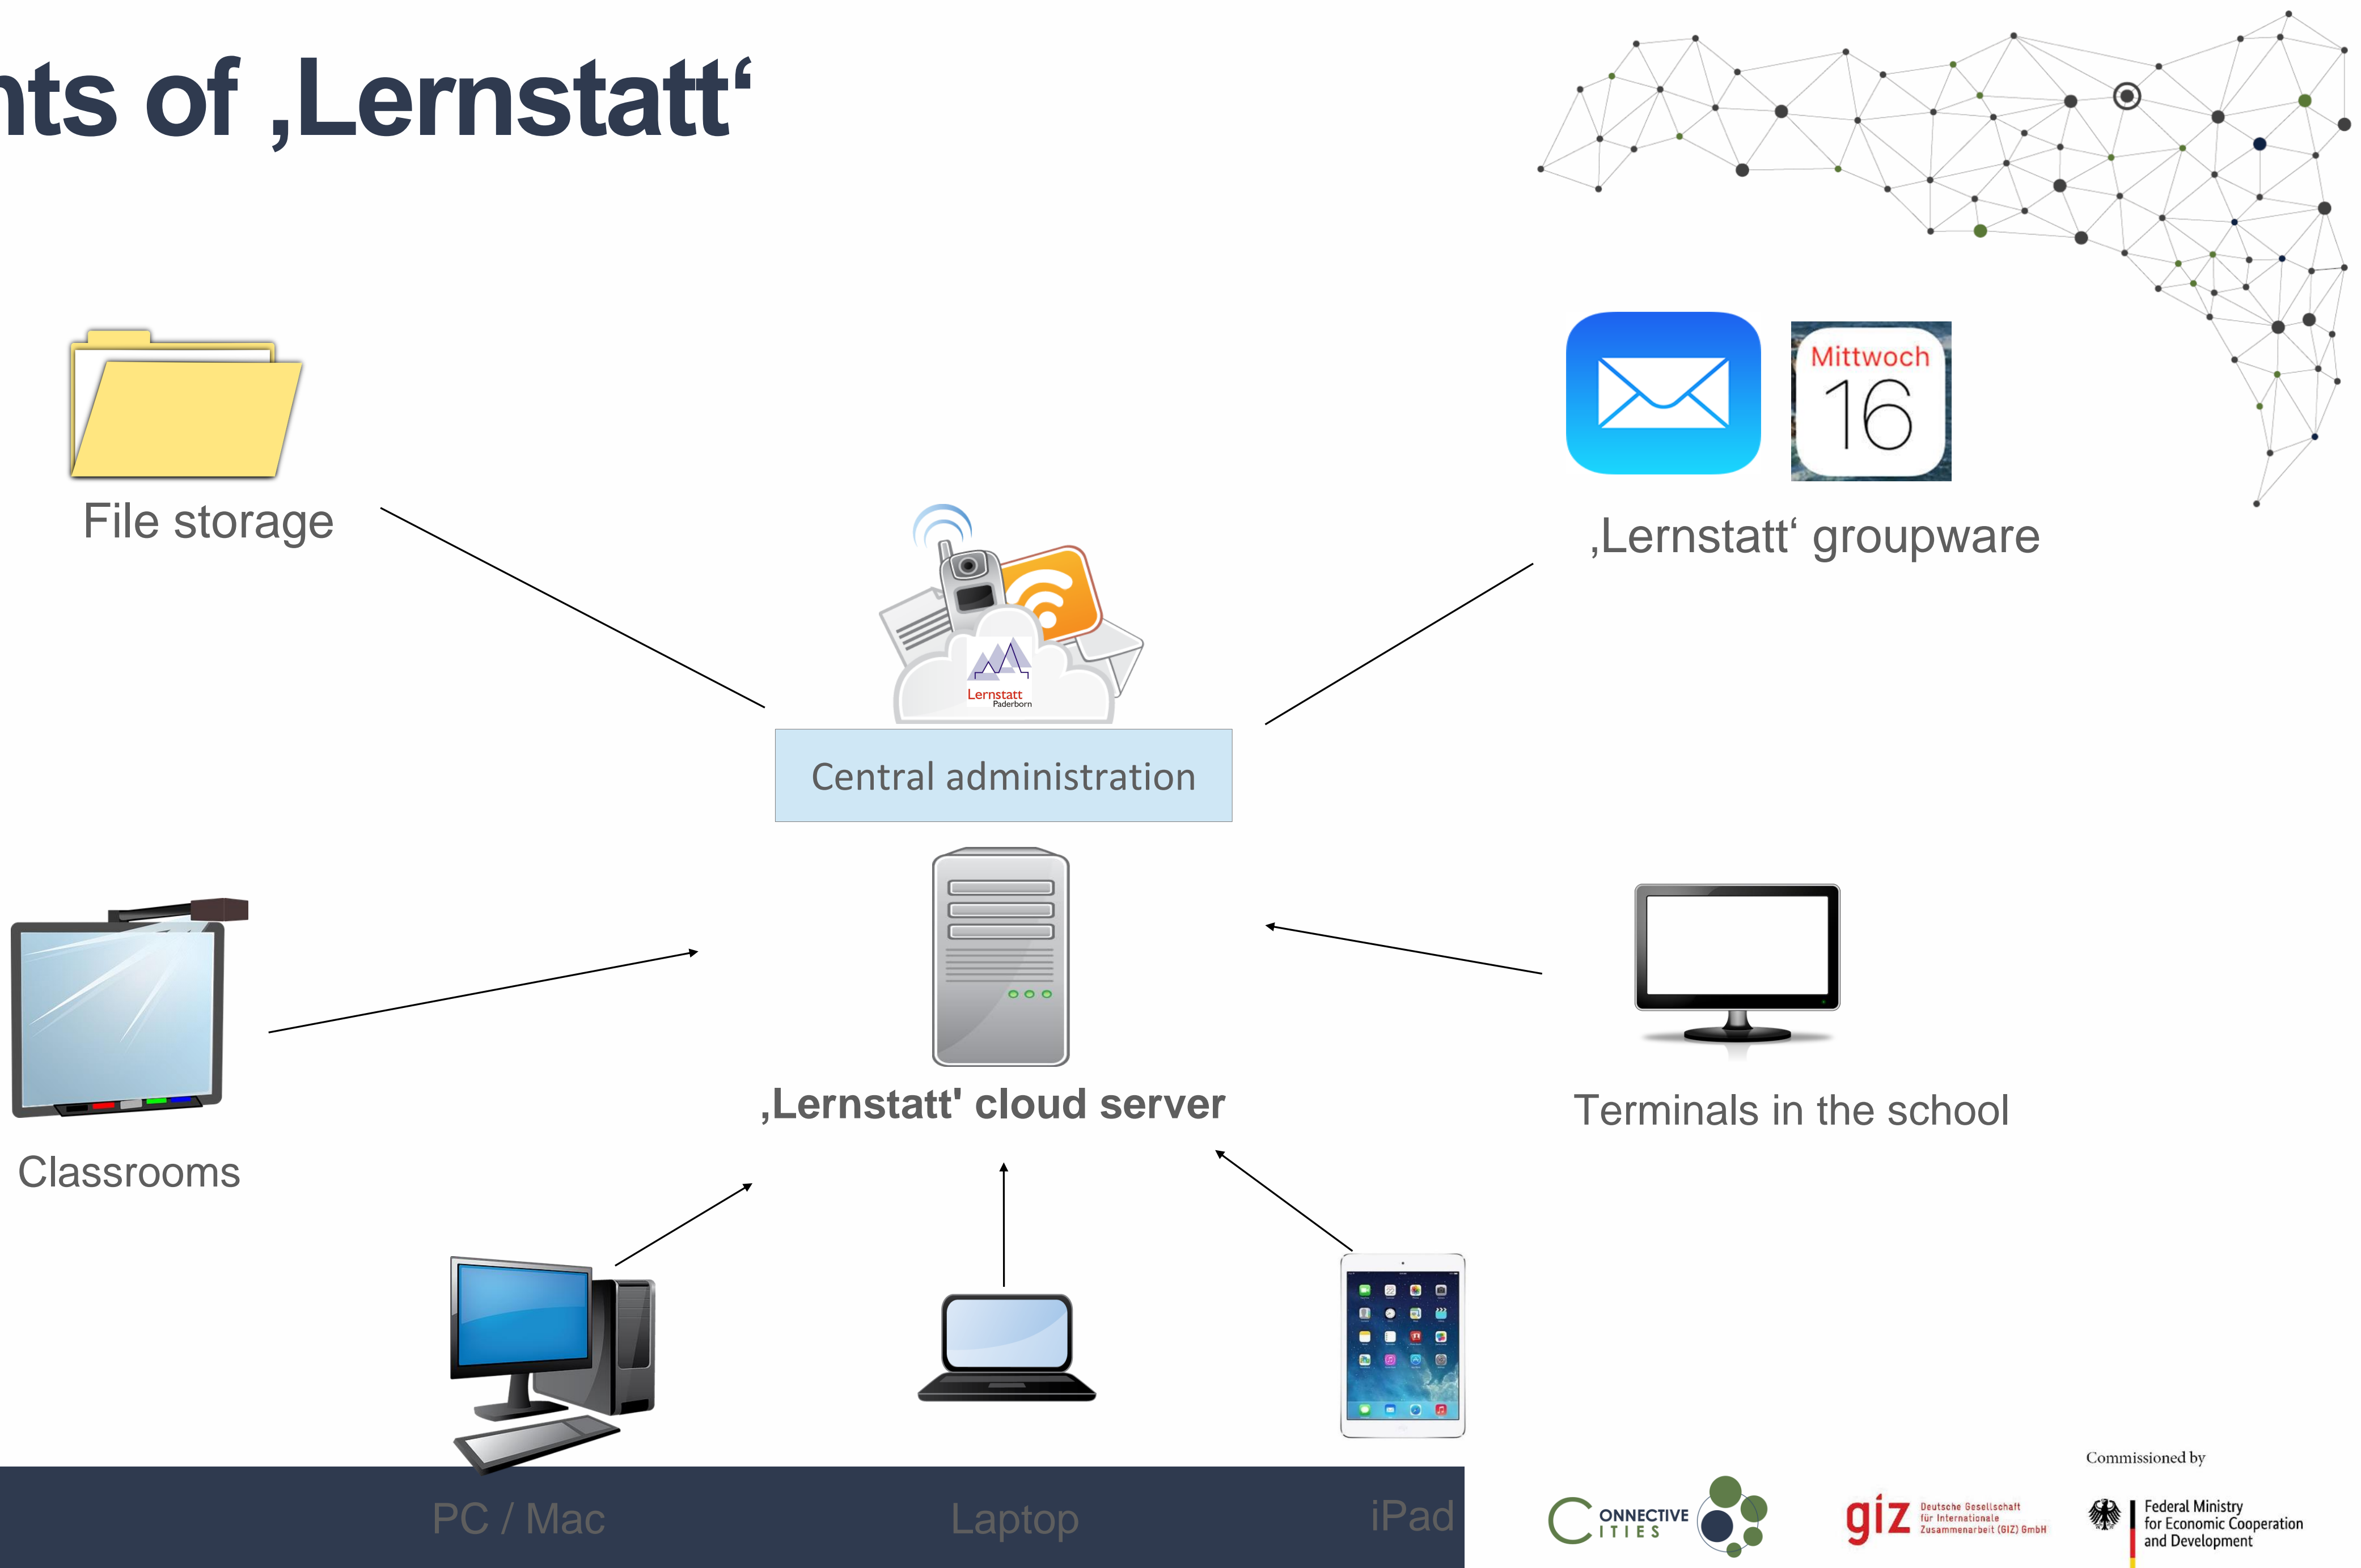 nts of ‚Lernstatt‘
Mittwoch
16
File storage
‚Lernstatt‘ groupware
Lernstatt
Paderborn
Central administration
‚Lernstatt' cloud server
Terminals in the school
Classrooms
PC / Mac
Laptop
iPad
CONNECTIVE
CITIES
giz Deutsche Gesellschaft
für Internationale
Zusammenarbeit (GIZ) GmbH
Commissioned by
Federal Ministry
for Economic Cooperation
and Development